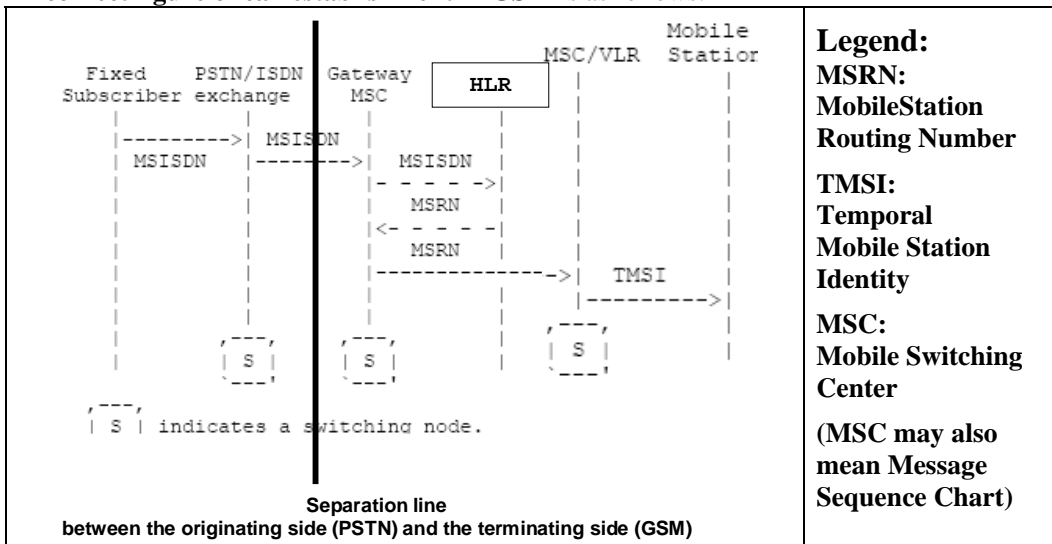 Mobile
MSC/VLR Station
Fixed PSTN/ISDN Gateway HLR
Subscriber exchange MSC
MSISDN
MSISDN MSISDN
MSRN
MSRN
TMSI
S S S
S indicates a switching node.
Separation line
between the originating side (PSTN) and the terminating side (GSM)
Legend:
MSRN:
MobileStation
Routing Number
TMSI:
Temporal
Mobile Station
Identity
MSC:
Mobile Switching
Center
(MSC may also
mean Message
Sequence Chart)